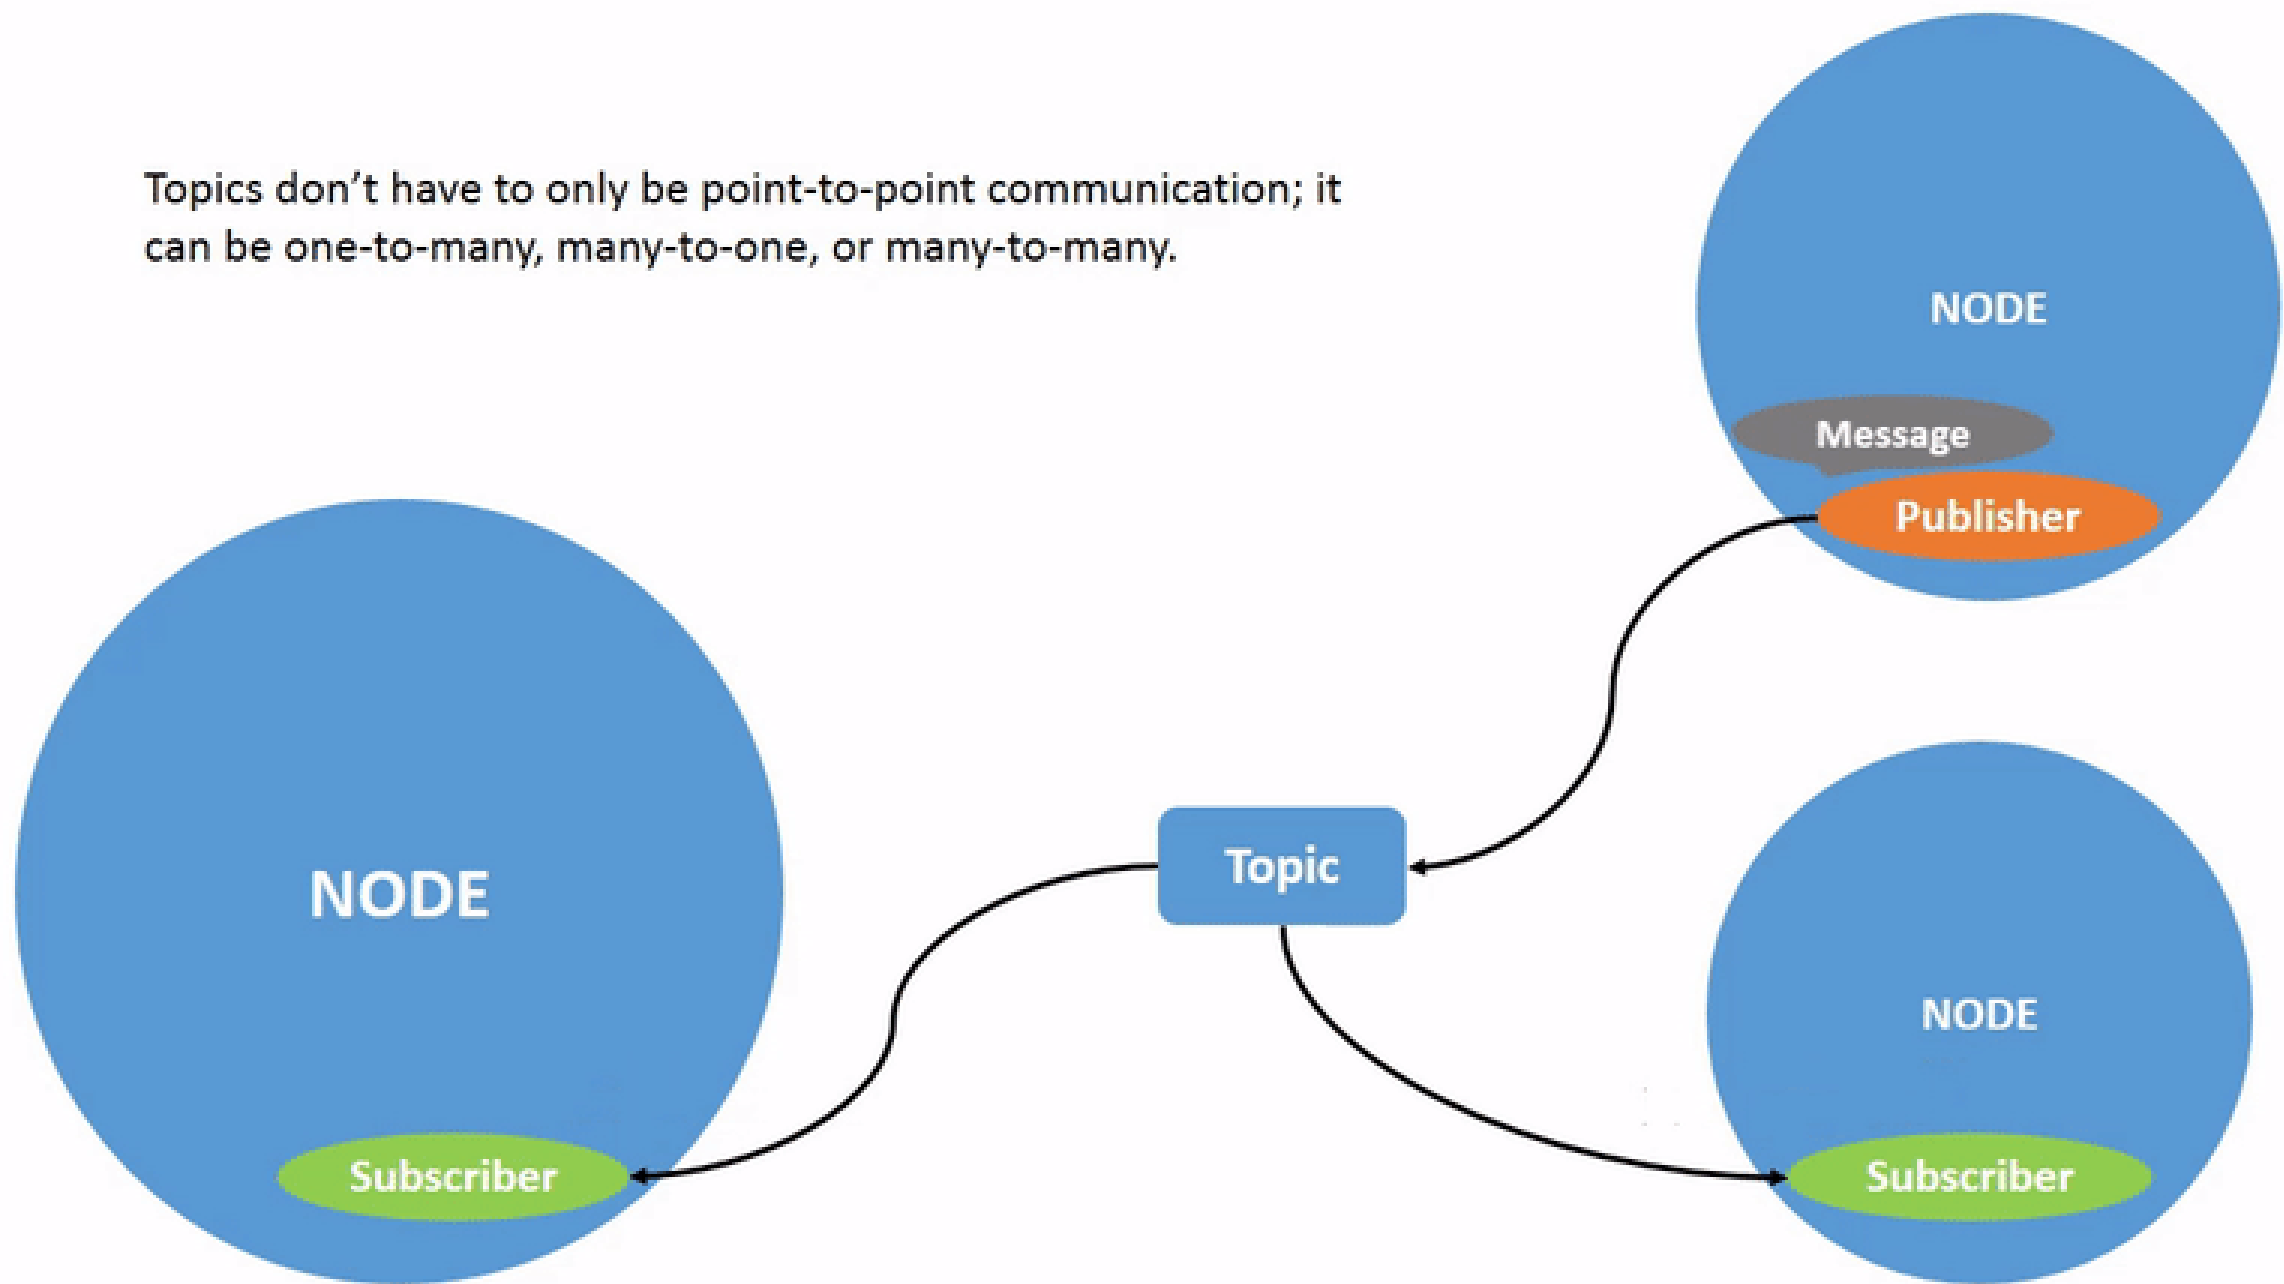 Topics don’t have to only be point-to-point communication; it
can be one-to-many, many-to-one, or many-to-many.
NODE
Message
Publisher
Topic
NODE
NODE
Subscriber
Subscriber